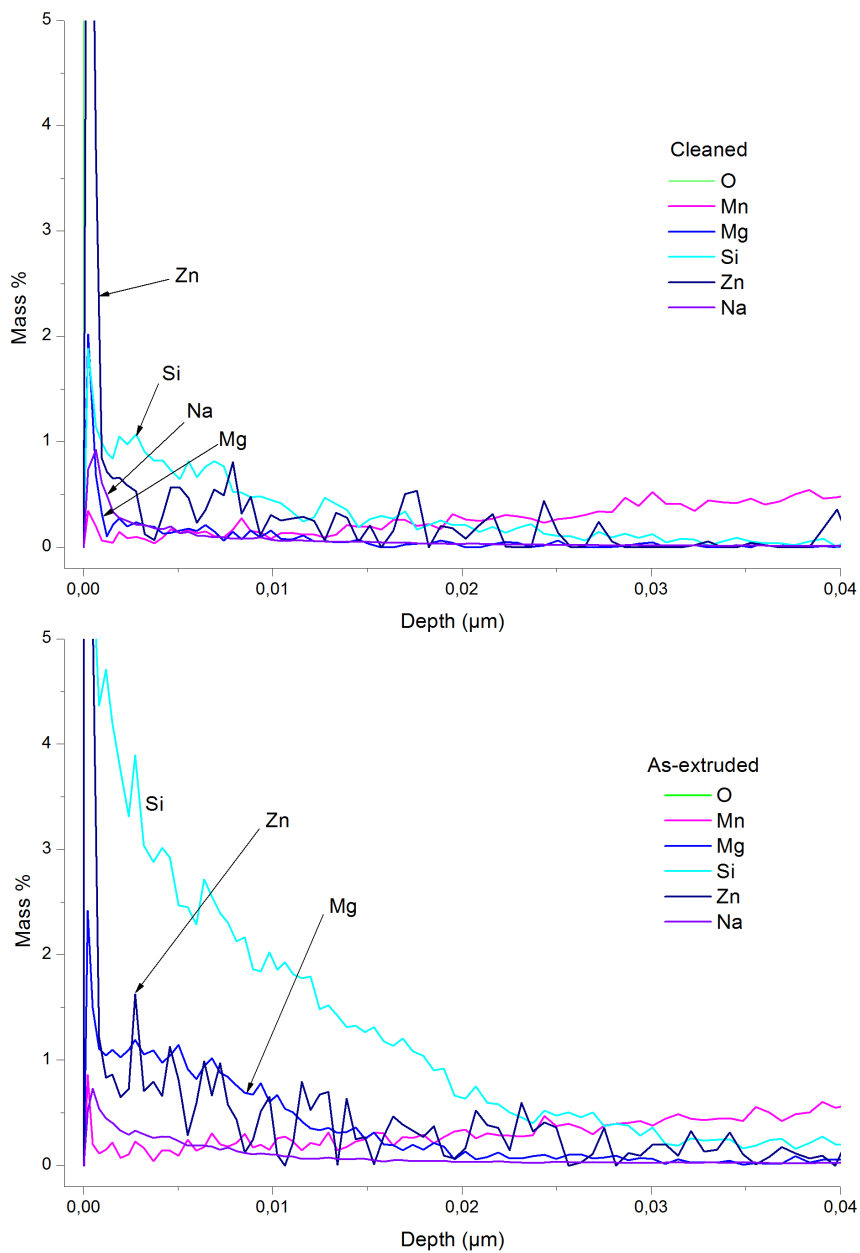 5
4
3
2
1
0
Mass %
Zn
Si
Na
Mg
Cleaned
O
Mn
Mg
Si
Zn
Na
0,00
0,01
0,02
0,03
0,04
Depth (µm)
5
4
3
2
1
0
Mass %
Si
Zn
Mg
As-extruded
O
Mn
Mg
Si
Zn
Na
0,00
0,01
0,02
0,03
0,04
Depth (µm)